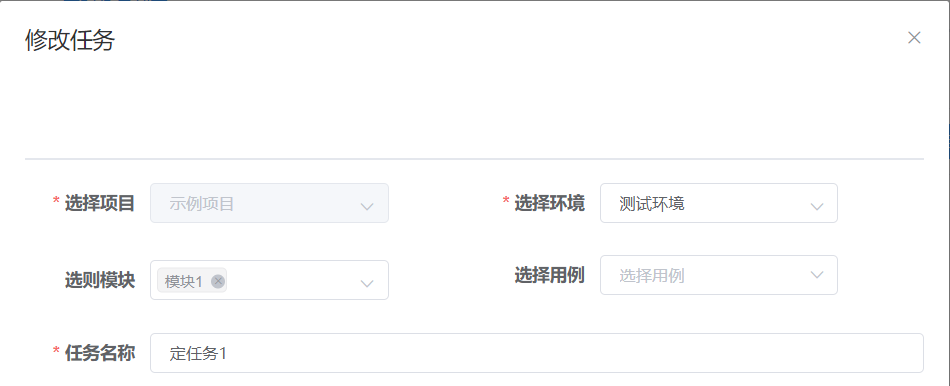 修改任务
* 选择项目 示例项目
* 选择环境 测试环境
选则模块 模块1
选择用例 选择用例
* 任务名称 定任务1